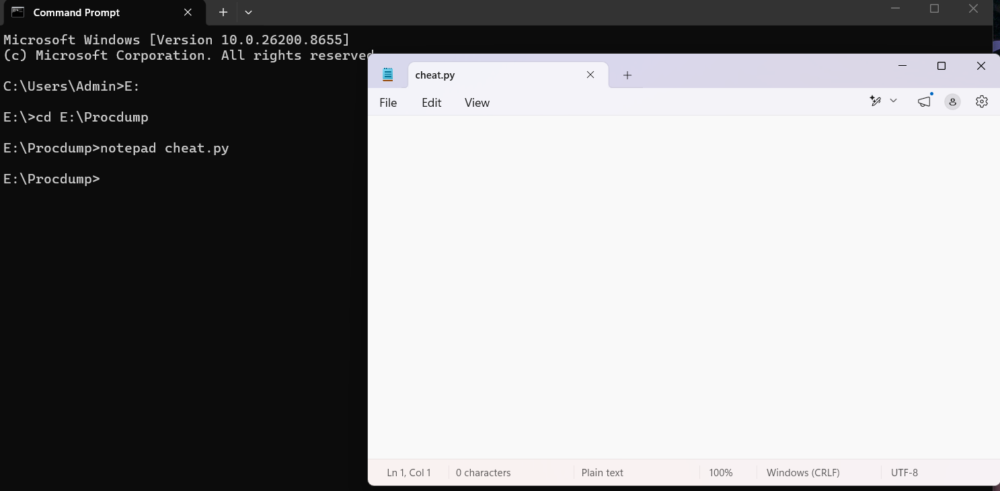 Command Prompt
Microsoft Windows [Version 10.0.26200.8655]
(c) Microsoft Corporation. All rights reserved
C:\Users\Admin>E:
E:\>cd E:\Procdump
E:\Procdump>notepad cheat.py
E:\Procdump>
cheat.py
File Edit View
Ln 1, Col 1 0 characters Plain text 100% Windows (CRLF) UTF-8